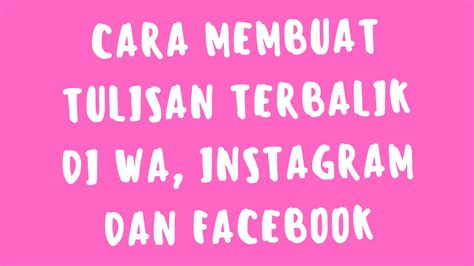 CARA MEMBUAT
TULISAN TERBALIK
DI WA, INSTAGRAM
DAN FACEBOOK